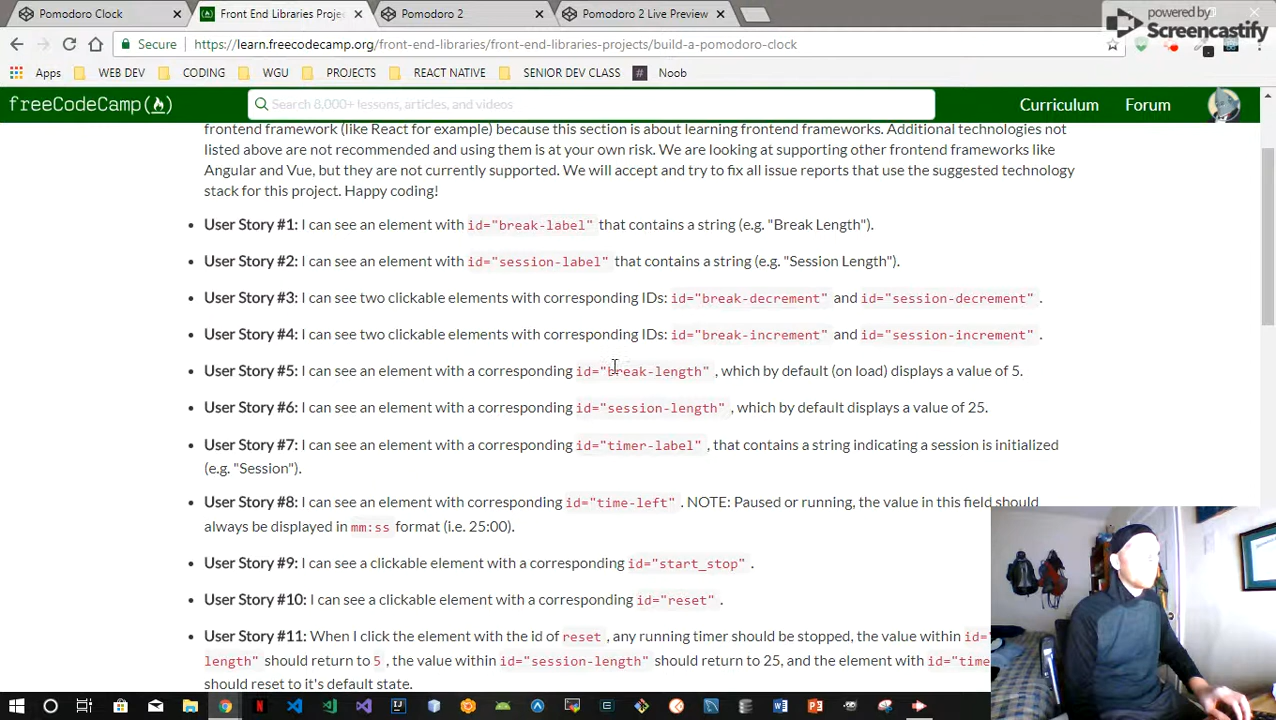 Pomodoro Clock
Front End Libraries Proje
Pomodoro 2
Pomodoro 2 Live Preview
powered by
Screencastify
Secure
https://learn.freecodecamp.org/front-end-libraries/front-end-libraries-projects/build-a-pomodoro-clock
Apps
WEB DEV
CODING
WGU
PROJECTS
REACT NATIVE
SENIOR DEV CLASS
# Noob
freeCodeCamp
Search 8,000+ lessons, articles, and videos
Curriculum
Forum
frontend framework (like React for example) because this section is about learning frontend frameworks. Additional technologies not
listed above are not recommended and using them is at your own risk. We are looking at supporting other frontend frameworks like
Angular and Vue, but they are not currently supported. We will accept and try to fix all issue reports that use the suggested technology
stack for this project. Happy coding!
User Story #1: I can see an element with id="break-label" that contains a string (e.g. "Break Length").
User Story #2: I can see an element with id="session-label" that contains a string (e.g. "Session Length").
User Story #3: I can see two clickable elements with corresponding IDs: id="break-decrement" and id="session-decrement" .
User Story #4: I can see two clickable elements with corresponding IDs: id="break-increment" and id="session-increment" .
User Story #5: I can see an element with a corresponding id="break-length" , which by default (on load) displays a value of 5.
User Story #6: I can see an element with a corresponding id="session-length" , which by default displays a value of 25.
User Story #7: I can see an element with a corresponding id="timer-label" , that contains a string indicating a session is initialized
(e.g. "Session").
User Story #8: I can see an element with corresponding id="time-left" . NOTE: Paused or running, the value in this field should
always be displayed in mm:ss format (i.e. 25:00).
User Story #9: I can see a clickable element with a corresponding id="start_stop" .
User Story #10: I can see a clickable element with a corresponding id="reset" .
User Story #11: When I click the element with the id of reset , any running timer should be stopped, the value within id=
length" should return to 5 , the value within id="session-length" should return to 25, and the element with id="time
should reset to it's default state.